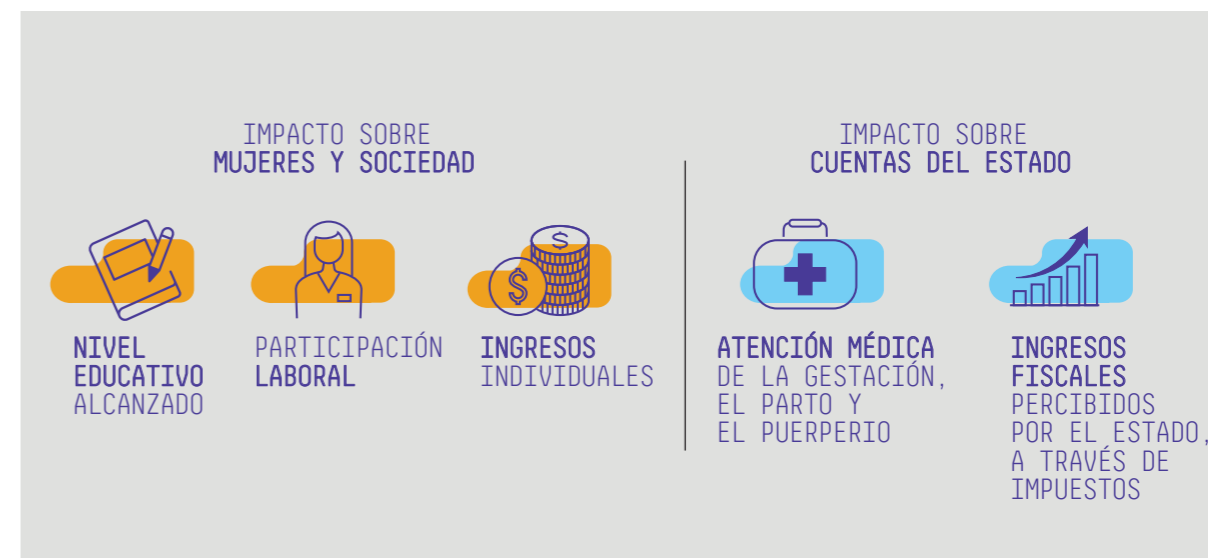 IMPACTO SOBRE
MUJERES Y SOCIEDAD
NIVEL
EDUCATIVO
ALCANZADO
PARTICIPACIÓN
LABORAL
INGRESOS
INDIVIDUALES
IMPACTO SOBRE
CUENTAS DEL ESTADO
ATENCIÓN MÉDICA
DE LA GESTACIÓN,
EL PARTO Y
EL PUERPERIO
INGRESOS
FISCALES
PERCIBIDOS
POR EL ESTADO,
A TRAVÉS DE
IMPUESTOS